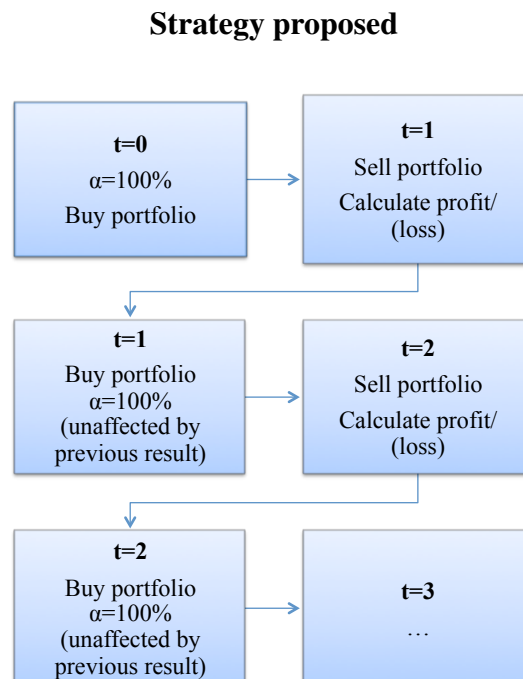 Strategy proposed
t=0
α=100%
Buy portfolio
t=1
Sell portfolio
Calculate profit/
(loss)
t=1
Buy portfolio
α=100%
(unaffected by
previous result)
t=2
Sell portfolio
Calculate profit/
(loss)
t=2
Buy portfolio
α=100%
(unaffected by
previous result)
t=3
…